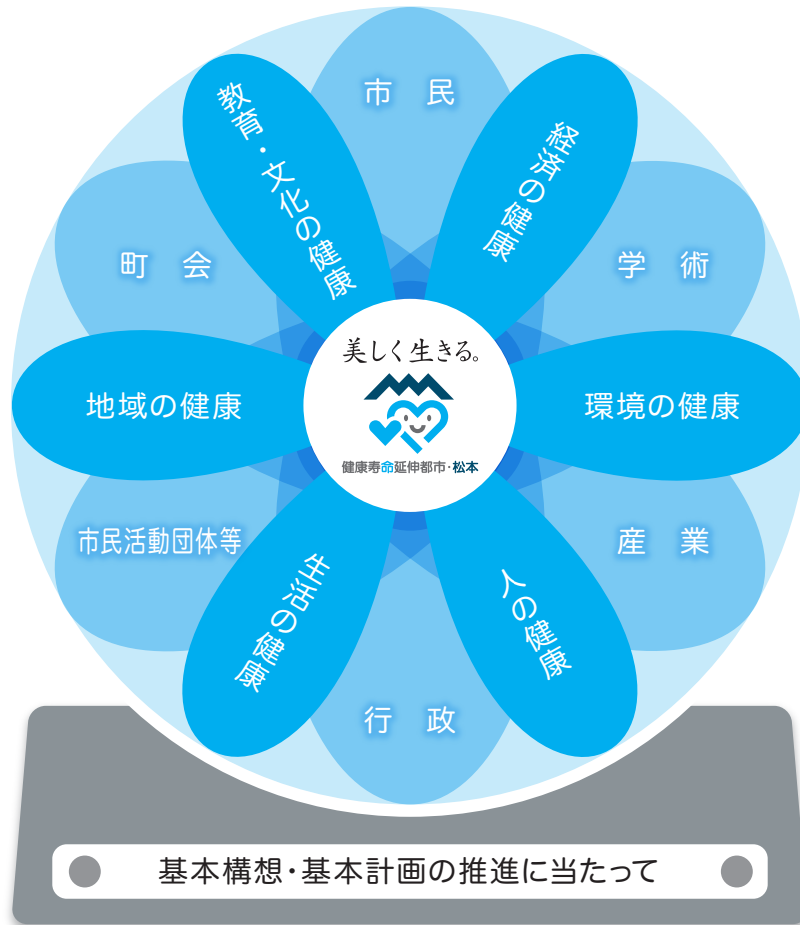 市 民
教育・文化の健康
経済の健康
町 会
学 術
美しく生きる。
健康寿命延伸都市・松本
地域の健康
環境の健康
市民活動団体等
産 業
生活の健康
人の健康
行 政
基本構想・基本計画の推進に当たって